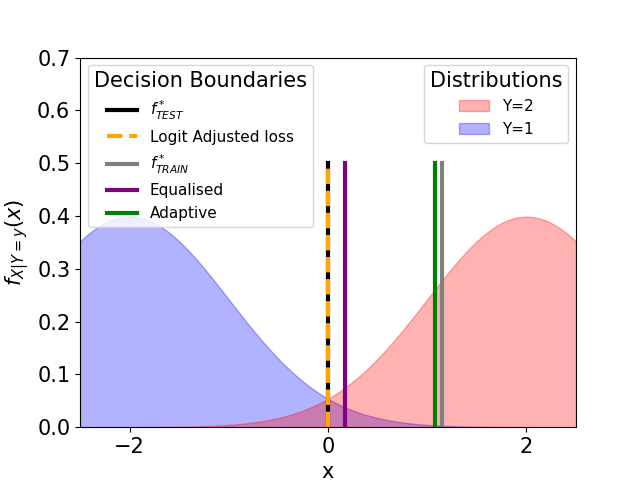 Decision Boundaries
f*TEST
Logit Adjusted loss
f*TRAIN
Equalised
Adaptive
Distributions
Y=2
Y=1
0.7
0.6
0.5
0.4
0.3
0.2
0.1
0.0
fX|Y=y(x)
−2
0
2
x